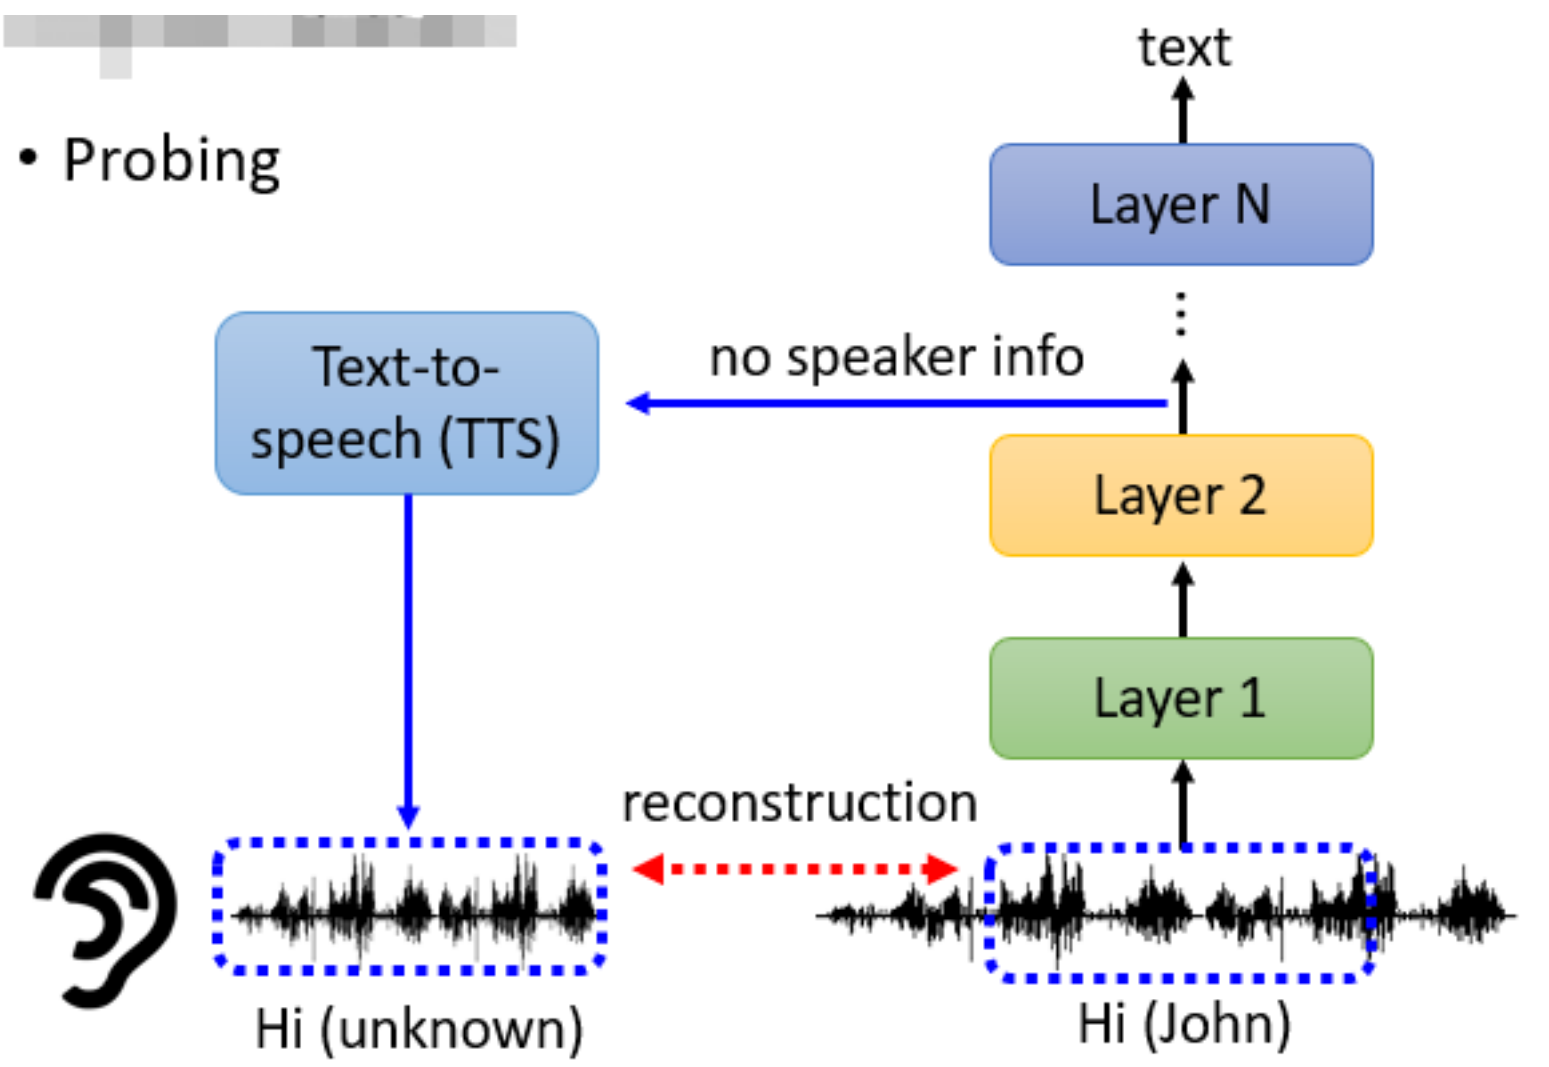 • Probing
text
Layer N
⋮
no speaker info
Text-to-
speech (TTS)
Layer 2
Layer 1
reconstruction
Hi (unknown)
Hi (John)